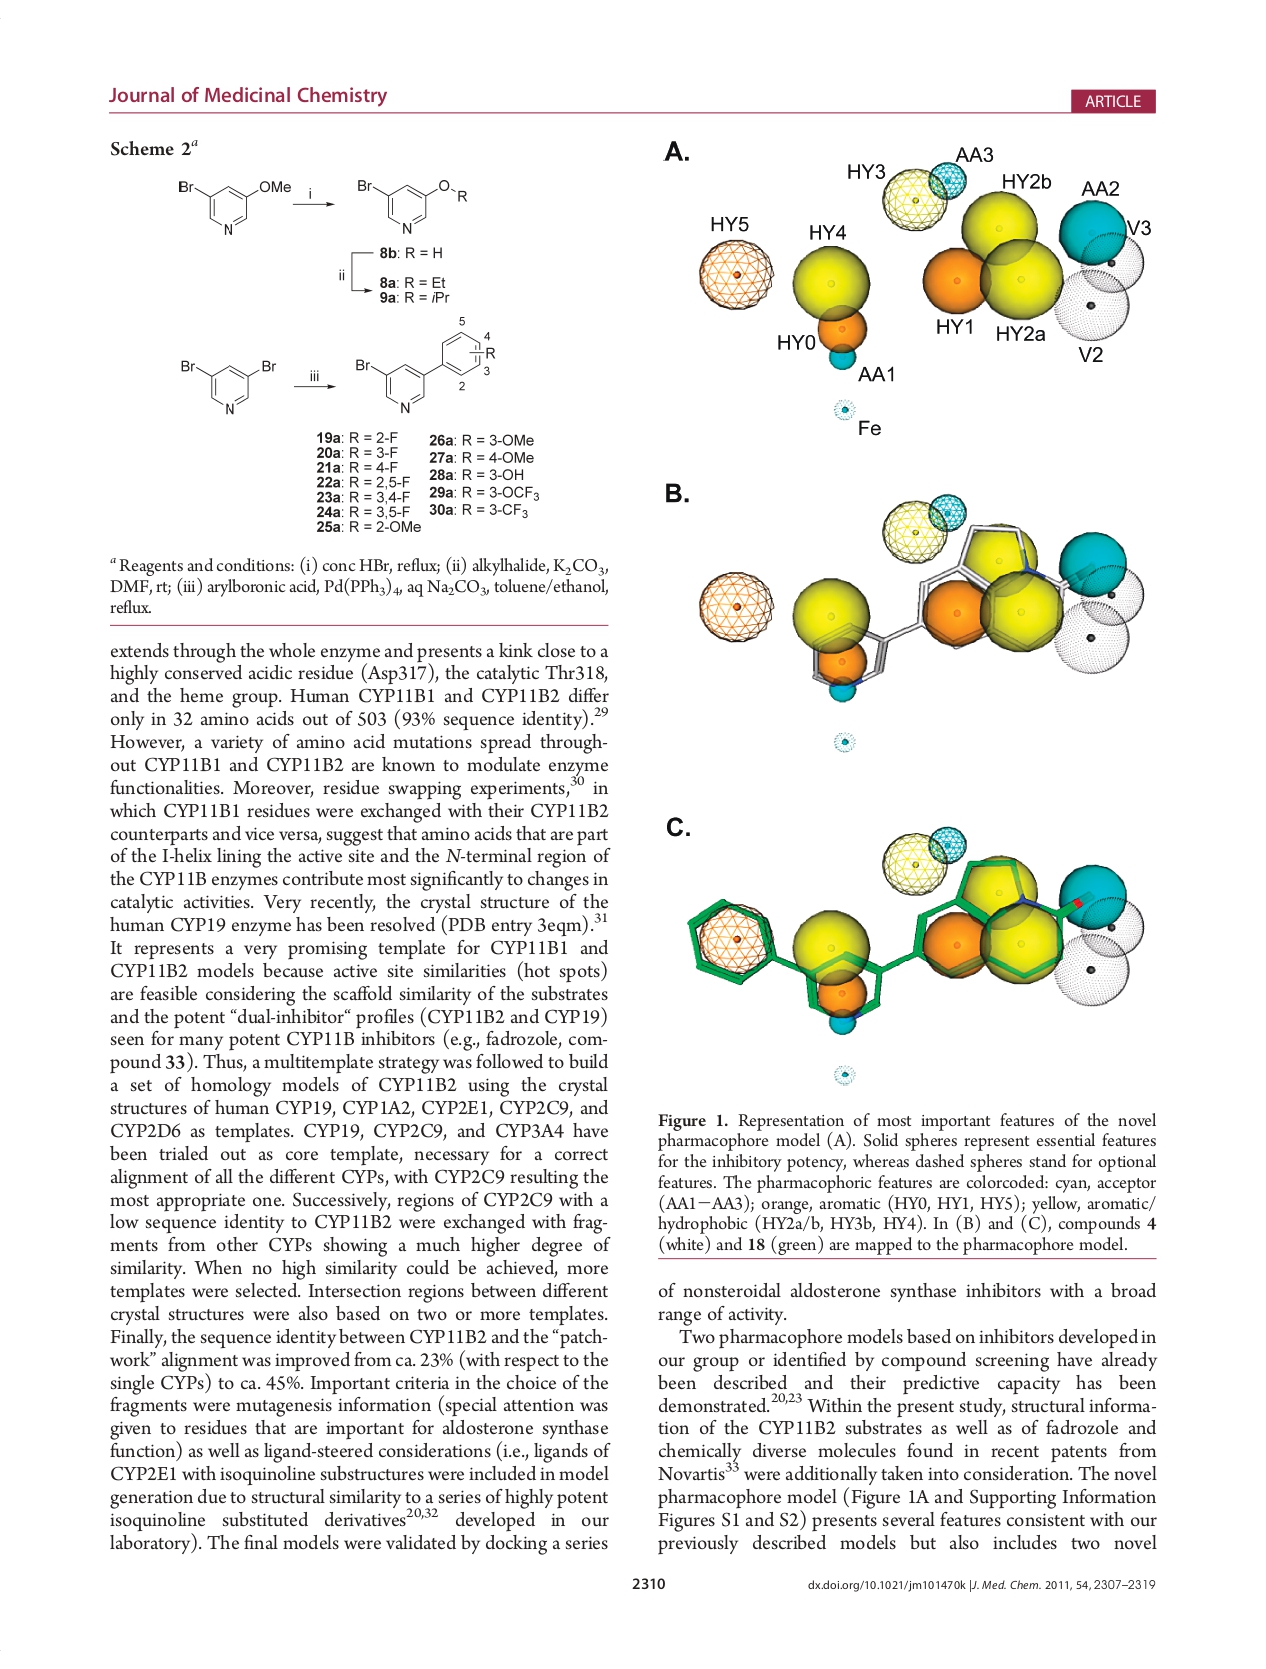 Journal of Medicinal Chemistry
ARTICLE
Scheme 2a
Br
OMe
N
i
Br
O
R
N
8b: R = H
ii
8a: R = Et
9a: R = iPr
Br
Br
N
iii
Br
N
5
4
R
3
2
19a: R = 2-F
20a: R = 3-F
21a: R = 4-F
22a: R = 2,5-F
23a: R = 3,4-F
24a: R = 3,5-F
25a: R = 2-OMe
26a: R = 3-OMe
27a: R = 4-OMe
28a: R = 3-OH
29a: R = 3-OCF3
30a: R = 3-CF3
a Reagents and conditions: (i) conc HBr, reflux; (ii) alkylhalide, K2CO3,
DMF, rt; (iii) arylboronic acid, Pd(PPh3)4, aq Na2CO3, toluene/ethanol,
reflux.
extends through the whole enzyme and presents a kink close to a
highly conserved acidic residue (Asp317), the catalytic Thr318,
and the heme group. Human CYP11B1 and CYP11B2 differ
only in 32 amino acids out of 503 (93% sequence identity).29
However, a variety of amino acid mutations spread through-
out CYP11B1 and CYP11B2 are known to modulate enzyme
functionalities. Moreover, residue swapping experiments,30 in
which CYP11B1 residues were exchanged with their CYP11B2
counterparts and vice versa, suggest that amino acids that are part
of the I-helix lining the active site and the N-terminal region of
the CYP11B enzymes contribute most significantly to changes in
catalytic activities. Very recently, the crystal structure of the
human CYP19 enzyme has been resolved (PDB entry 3eqm).31
It represents a very promising template for CYP11B1 and
CYP11B2 models because active site similarities (hot spots)
are feasible considering the scaffold similarity of the substrates
and the potent “dual-inhibitor“ profiles (CYP11B2 and CYP19)
seen for many potent CYP11B inhibitors (e.g., fadrozole, com-
pound 33). Thus, a multitemplate strategy was followed to build
a set of homology models of CYP11B2 using the crystal
structures of human CYP19, CYP1A2, CYP2E1, CYP2C9, and
CYP2D6 as templates. CYP19, CYP2C9, and CYP3A4 have
been trialed out as core template, necessary for a correct
alignment of all the different CYPs, with CYP2C9 resulting the
most appropriate one. Successively, regions of CYP2C9 with a
low sequence identity to CYP11B2 were exchanged with frag-
ments from other CYPs showing a much higher degree of
similarity. When no high similarity could be achieved, more
templates were selected. Intersection regions between different
crystal structures were also based on two or more templates.
Finally, the sequence identity between CYP11B2 and the “patch-
work” alignment was improved from ca. 23% (with respect to the
single CYPs) to ca. 45%. Important criteria in the choice of the
fragments were mutagenesis information (special attention was
given to residues that are important for aldosterone synthase
function) as well as ligand-steered considerations (i.e., ligands of
CYP2E1 with isoquinoline substructures were included in model
generation due to structural similarity to a series of highly potent
isoquinoline substituted derivatives20,32 developed in our
laboratory). The final models were validated by docking a series
A.
HY3
AA3
HY2b
AA2
V3
HY5
HY4
HY0
HY1
HY2a
V2
AA1
Fe
B.
C.
Figure 1. Representation of most important features of the novel
pharmacophore model (A). Solid spheres represent essential features
for the inhibitory potency, whereas dashed spheres stand for optional
features. The pharmacophoric features are colorcoded: cyan, acceptor
(AA1−AA3); orange, aromatic (HY0, HY1, HY5); yellow, aromatic/
hydrophobic (HY2a/b, HY3b, HY4). In (B) and (C), compounds 4
(white) and 18 (green) are mapped to the pharmacophore model.
of nonsteroidal aldosterone synthase inhibitors with a broad
range of activity.
Two pharmacophore models based on inhibitors developed in
our group or identified by compound screening have already
been described and their predictive capacity has been
demonstrated.20,23 Within the present study, structural informa-
tion of the CYP11B2 substrates as well as of fadrozole and
chemically diverse molecules found in recent patents from
Novartis33 were additionally taken into consideration. The novel
pharmacophore model (Figure 1A and Supporting Information
Figures S1 and S2) presents several features consistent with our
previously described models but also includes two novel
2310
dx.doi.org/10.1021/jm101470k |J. Med. Chem. 2011, 54, 2307–2319